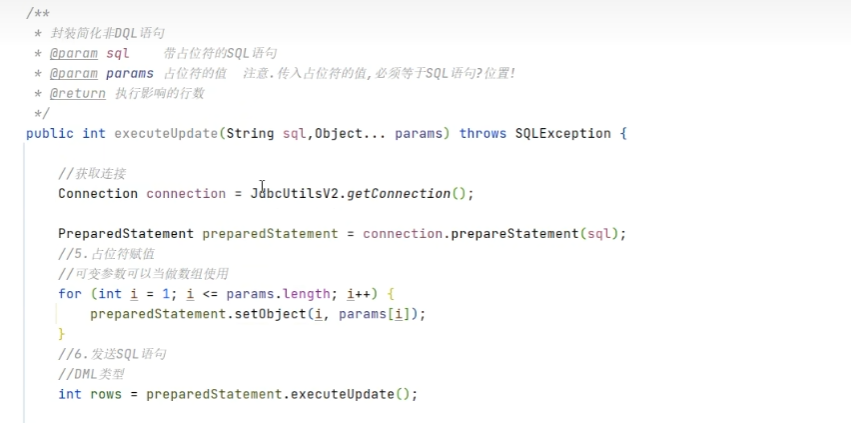 /**
 * 封装简化非DQL语句
 * @param sql    带占位符的SQL语句
 * @param params 占位符的值  注意.传入占位符的值,必须等于SQL语句?位置!
 * @return 执行影响的行数
 */
public int executeUpdate(String sql,Object... params) throws SQLException {
//获取连接
Connection connection = JdbcUtilsV2.getConnection();
PreparedStatement preparedStatement = connection.prepareStatement(sql);
//5.占位符赋值
//可变参数可以当做数组使用
for (int i = 1; i <= params.length; i++) {
preparedStatement.setObject(i, params[i]);
}
//6.发送SQL语句
//DML类型
int rows = preparedStatement.executeUpdate();